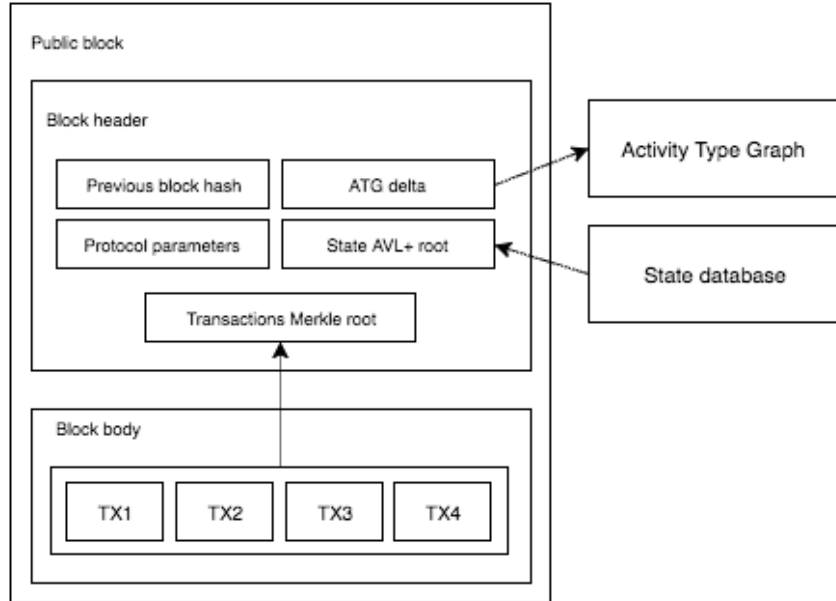 Public block
Block header
Previous block hash
ATG delta
Protocol parameters
State AVL+ root
Transactions Merkle root
Activity Type Graph
State database
Block body
TX1
TX2
TX3
TX4